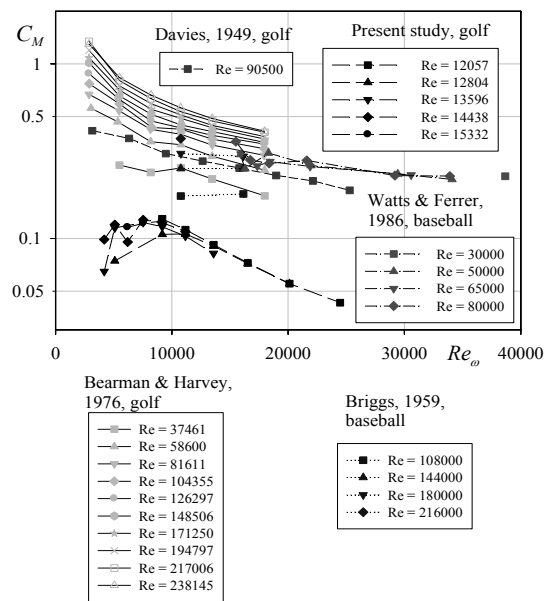 C_M
Davies, 1949, golf
Re = 90500
Present study, golf
Re = 12057
Re = 12804
Re = 13596
Re = 14438
Re = 15332
1
0.5
0.1
0.05
Watts & Ferrer,
1986, baseball
Re = 30000
Re = 50000
Re = 65000
Re = 80000
0
10000
20000
30000
40000
Re_ω
Bearman & Harvey,
1976, golf
Re = 37461
Re = 58600
Re = 81611
Re = 104355
Re = 126297
Re = 148506
Re = 171250
Re = 194797
Re = 217006
Re = 238145
Briggs, 1959,
baseball
Re = 108000
Re = 144000
Re = 180000
Re = 216000